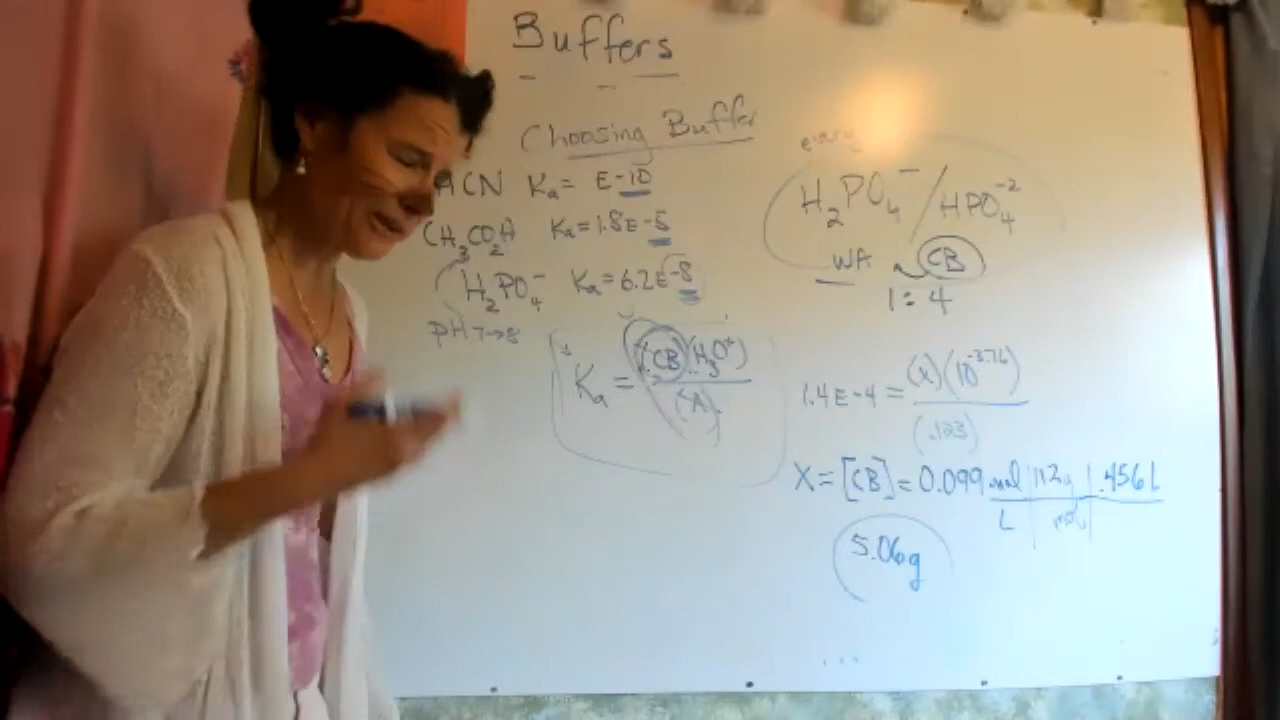 Buffers
Choosing Buffer
ACN Ka = E-10
CH3CO2H Ka = 1.8E-5
H2PO4- Ka = 6.2E-8
pH 7→8
Ka = (CB)(H3O+)
(A)
H2PO4- / HPO4-2
WA CB
1 : 4
1.4E-4 = (x)(10-3.76)
(.123)
X = [CB] = 0.099 mol 112g .456L
L mol
5.06g
...